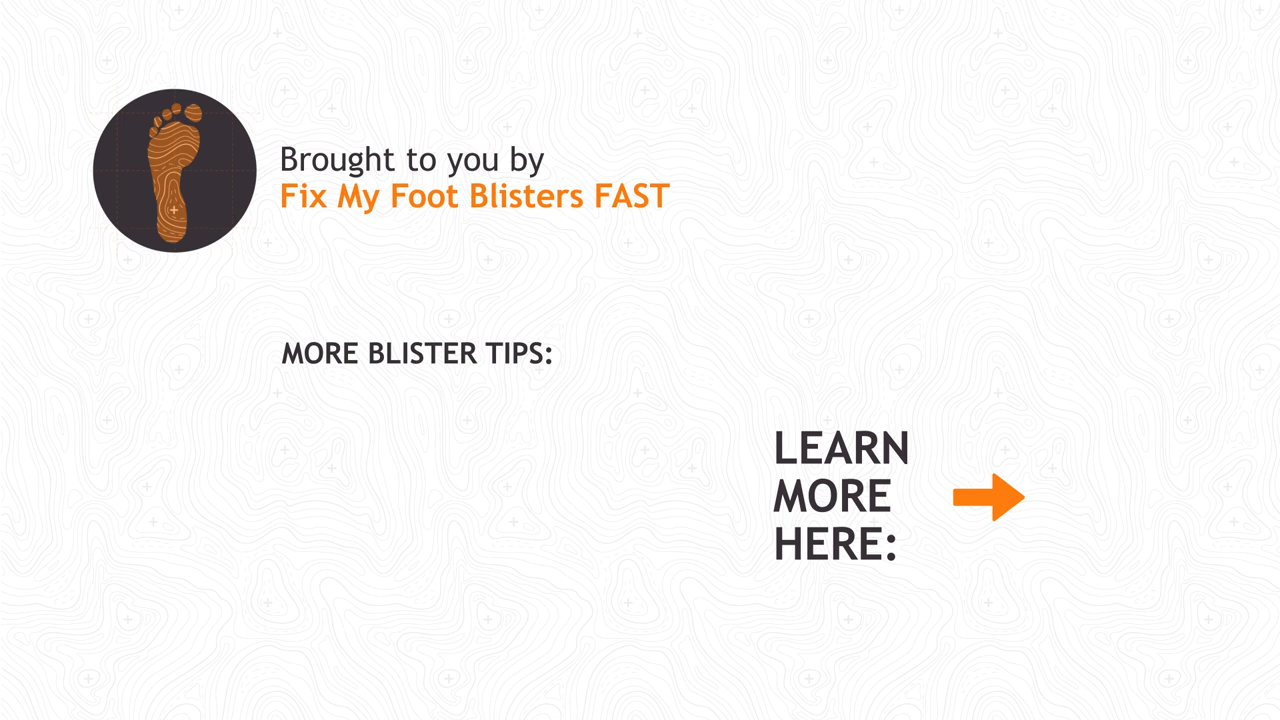 Brought to you by
Fix My Foot Blisters FAST
MORE BLISTER TIPS:
LEARN
MORE
HERE: